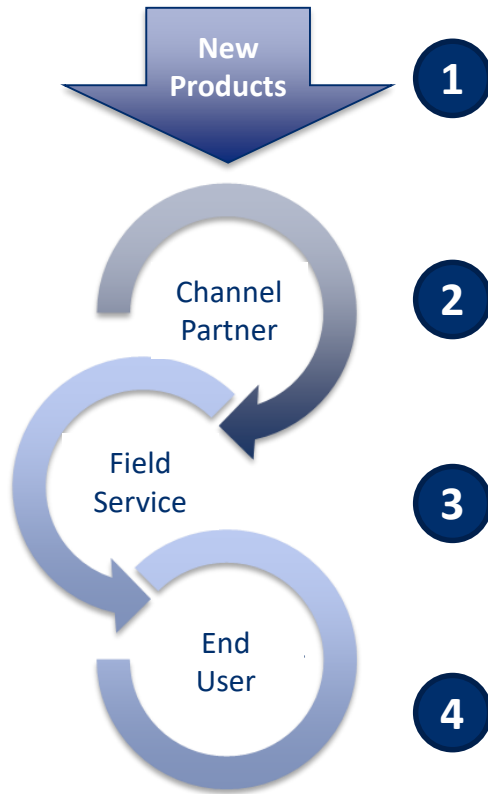 New
Products
1
Channel
Partner
2
Field
Service
3
End
User
4